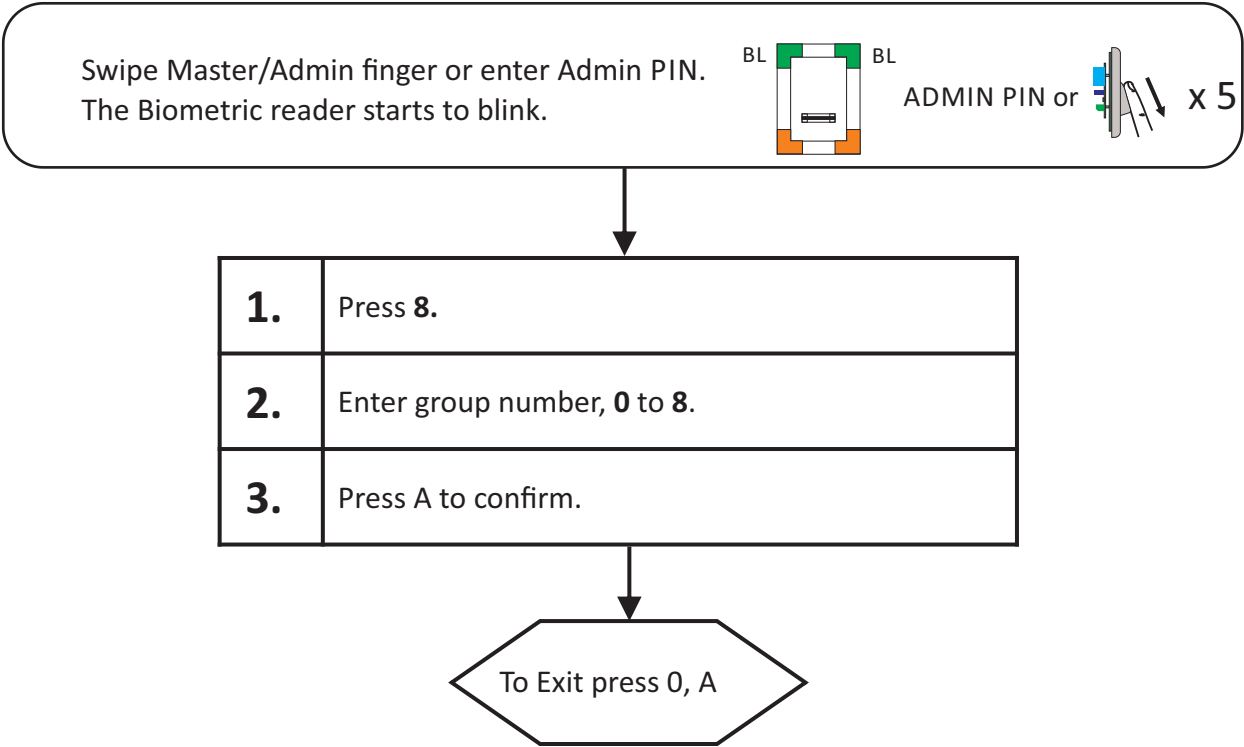 Swipe Master/Admin finger or enter Admin PIN.
The Biometric reader starts to blink.
BL BL
ADMIN PIN or x 5
1. Press 8.
2. Enter group number, 0 to 8.
3. Press A to confirm.
To Exit press 0, A